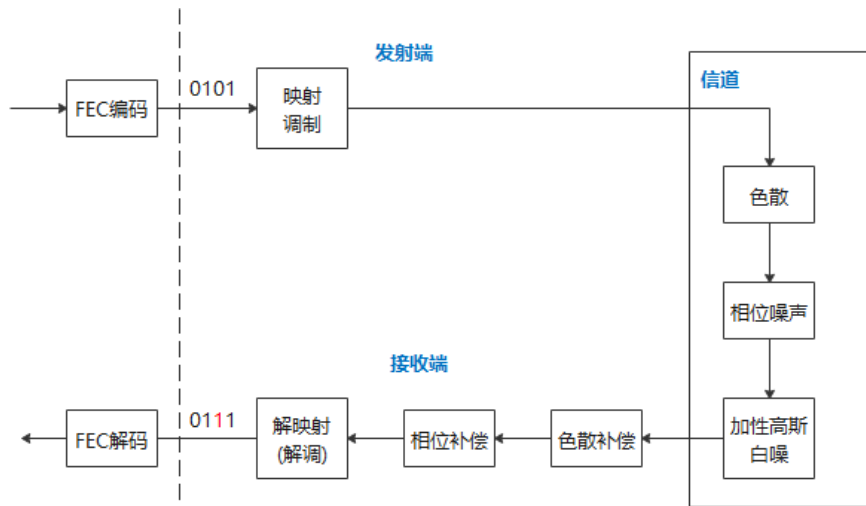 发射端
信道
FEC编码
0101
映射
调制
色散
相位噪声
接收端
FEC解码
0111
解映射
(解调)
相位补偿
色散补偿
加性高斯
白噪